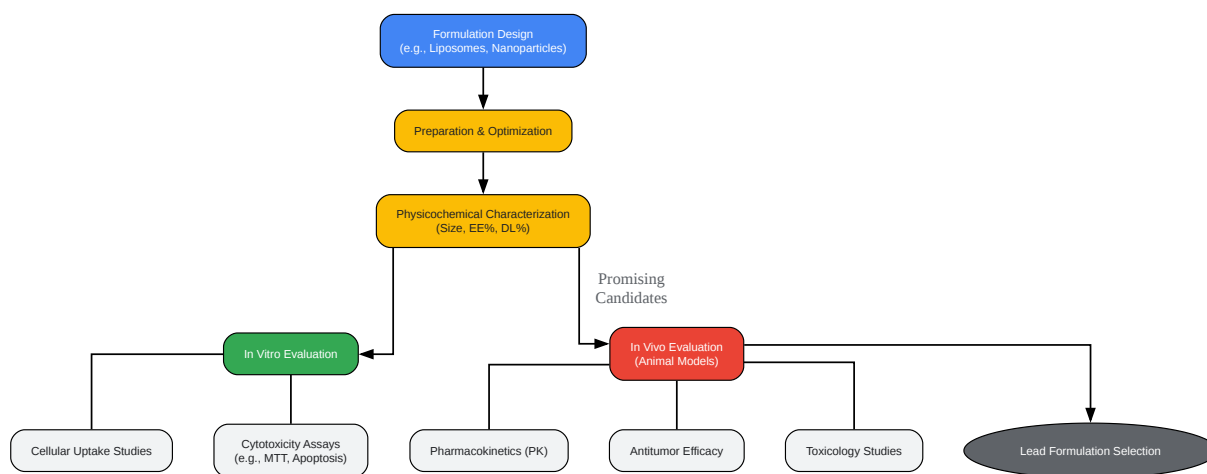 Formulation Design
(e.g., Liposomes, Nanoparticles)
Preparation & Optimization
Physicochemical Characterization
(Size, EE%, DL%)
Promising
Candidates
In Vitro Evaluation
In Vivo Evaluation
(Animal Models)
Cellular Uptake Studies
Cytotoxicity Assays
(e.g., MTT, Apoptosis)
Pharmacokinetics (PK)
Antitumor Efficacy
Toxicology Studies
Lead Formulation Selection